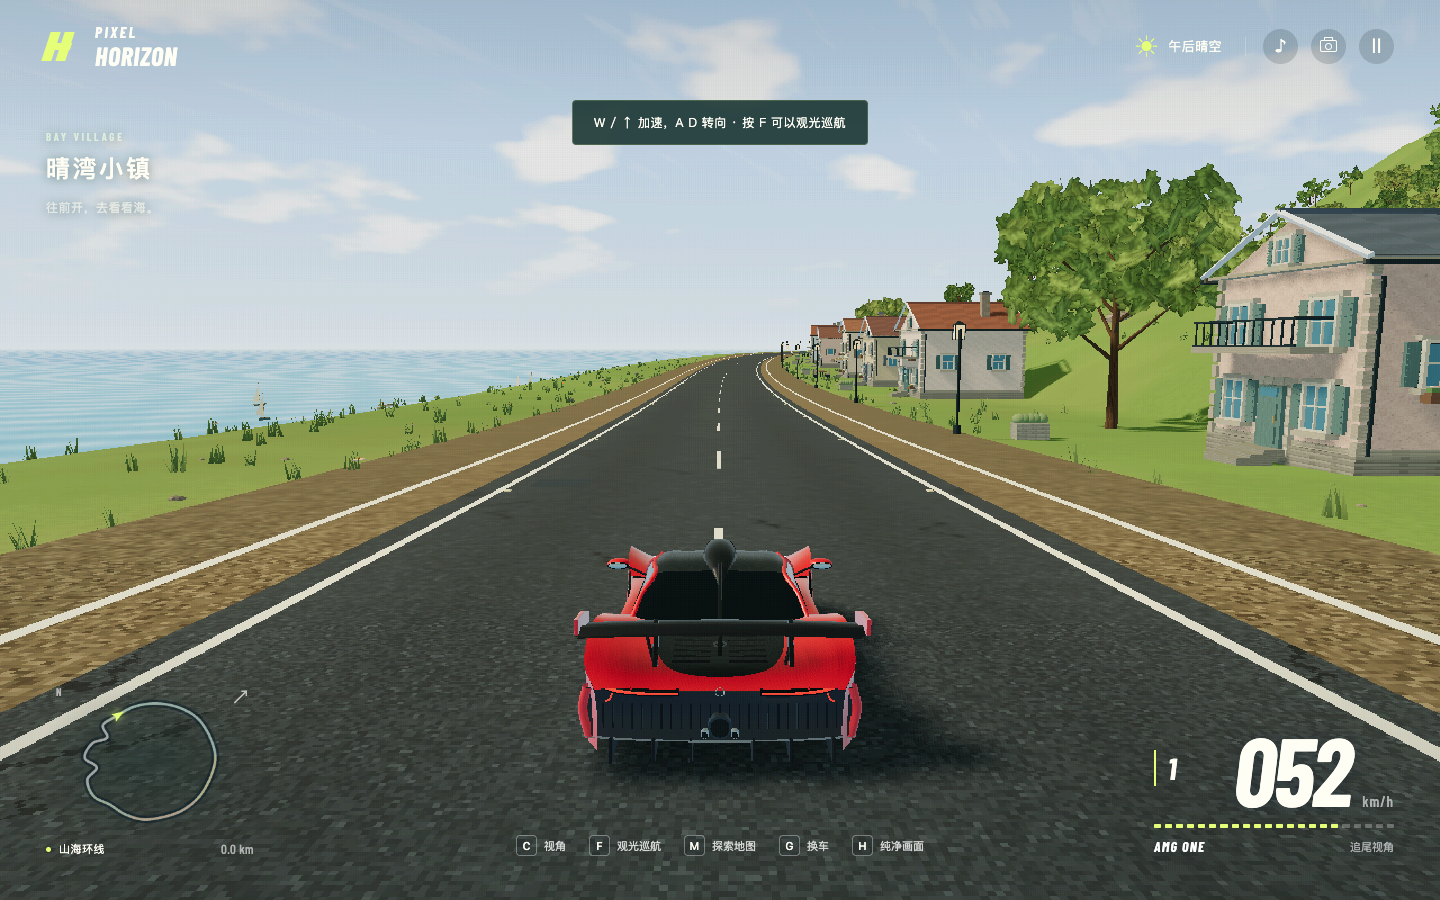 PIXEL
HORIZON
午后晴空
W / ↑ 加速，A D 转向 · 按 F 可以观光巡航
BAY VILLAGE
晴湾小镇
往前开，去看看海。
N
山海环线
0.0 km
C 视角
F 观光巡航
M 探索地图
G 换车
H 纯净画面
1
052
km/h
AMG ONE
追尾视角